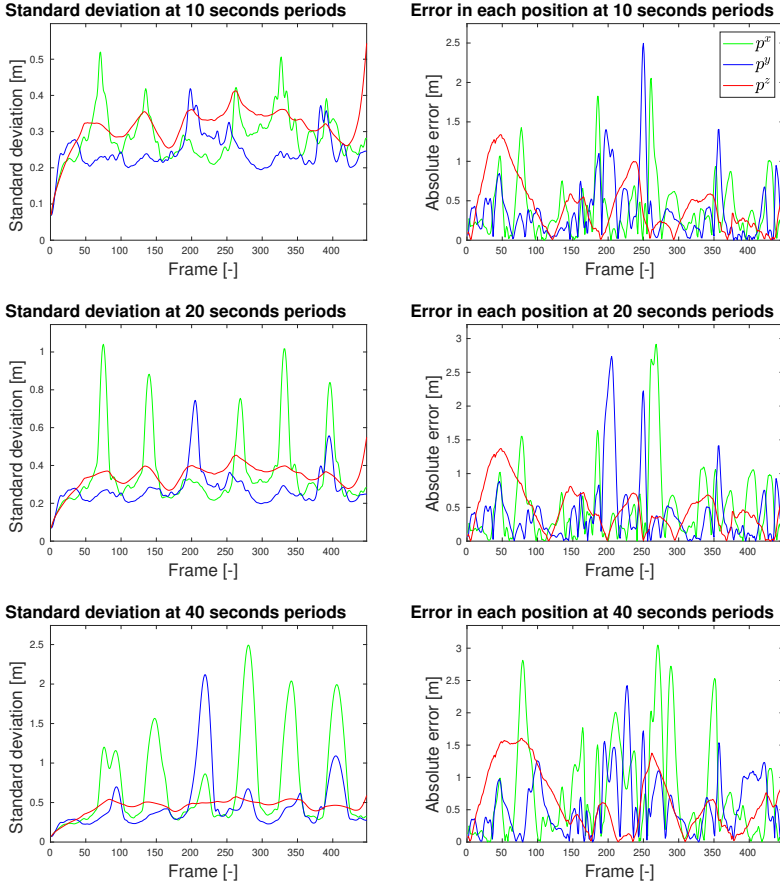 Standard deviation at 10 seconds periods
Standard deviation [m]
0.5
0.4
0.3
0.2
0.1
0
0 50 100 150 200 250 300 350 400
Frame [-]
Error in each position at 10 seconds periods
Absolute error [m]
2.5
2
1.5
1
0.5
0
0 50 100 150 200 250 300 350 400
Frame [-]
p^x
p^y
p^z
Standard deviation at 20 seconds periods
Standard deviation [m]
1
0.8
0.6
0.4
0.2
0
0 50 100 150 200 250 300 350 400
Frame [-]
Error in each position at 20 seconds periods
Absolute error [m]
3
2.5
2
1.5
1
0.5
0
0 50 100 150 200 250 300 350 400
Frame [-]
Standard deviation at 40 seconds periods
Standard deviation [m]
2.5
2
1.5
1
0.5
0
0 50 100 150 200 250 300 350 400
Frame [-]
Error in each position at 40 seconds periods
Absolute error [m]
3
2.5
2
1.5
1
0.5
0
0 50 100 150 200 250 300 350 400
Frame [-]